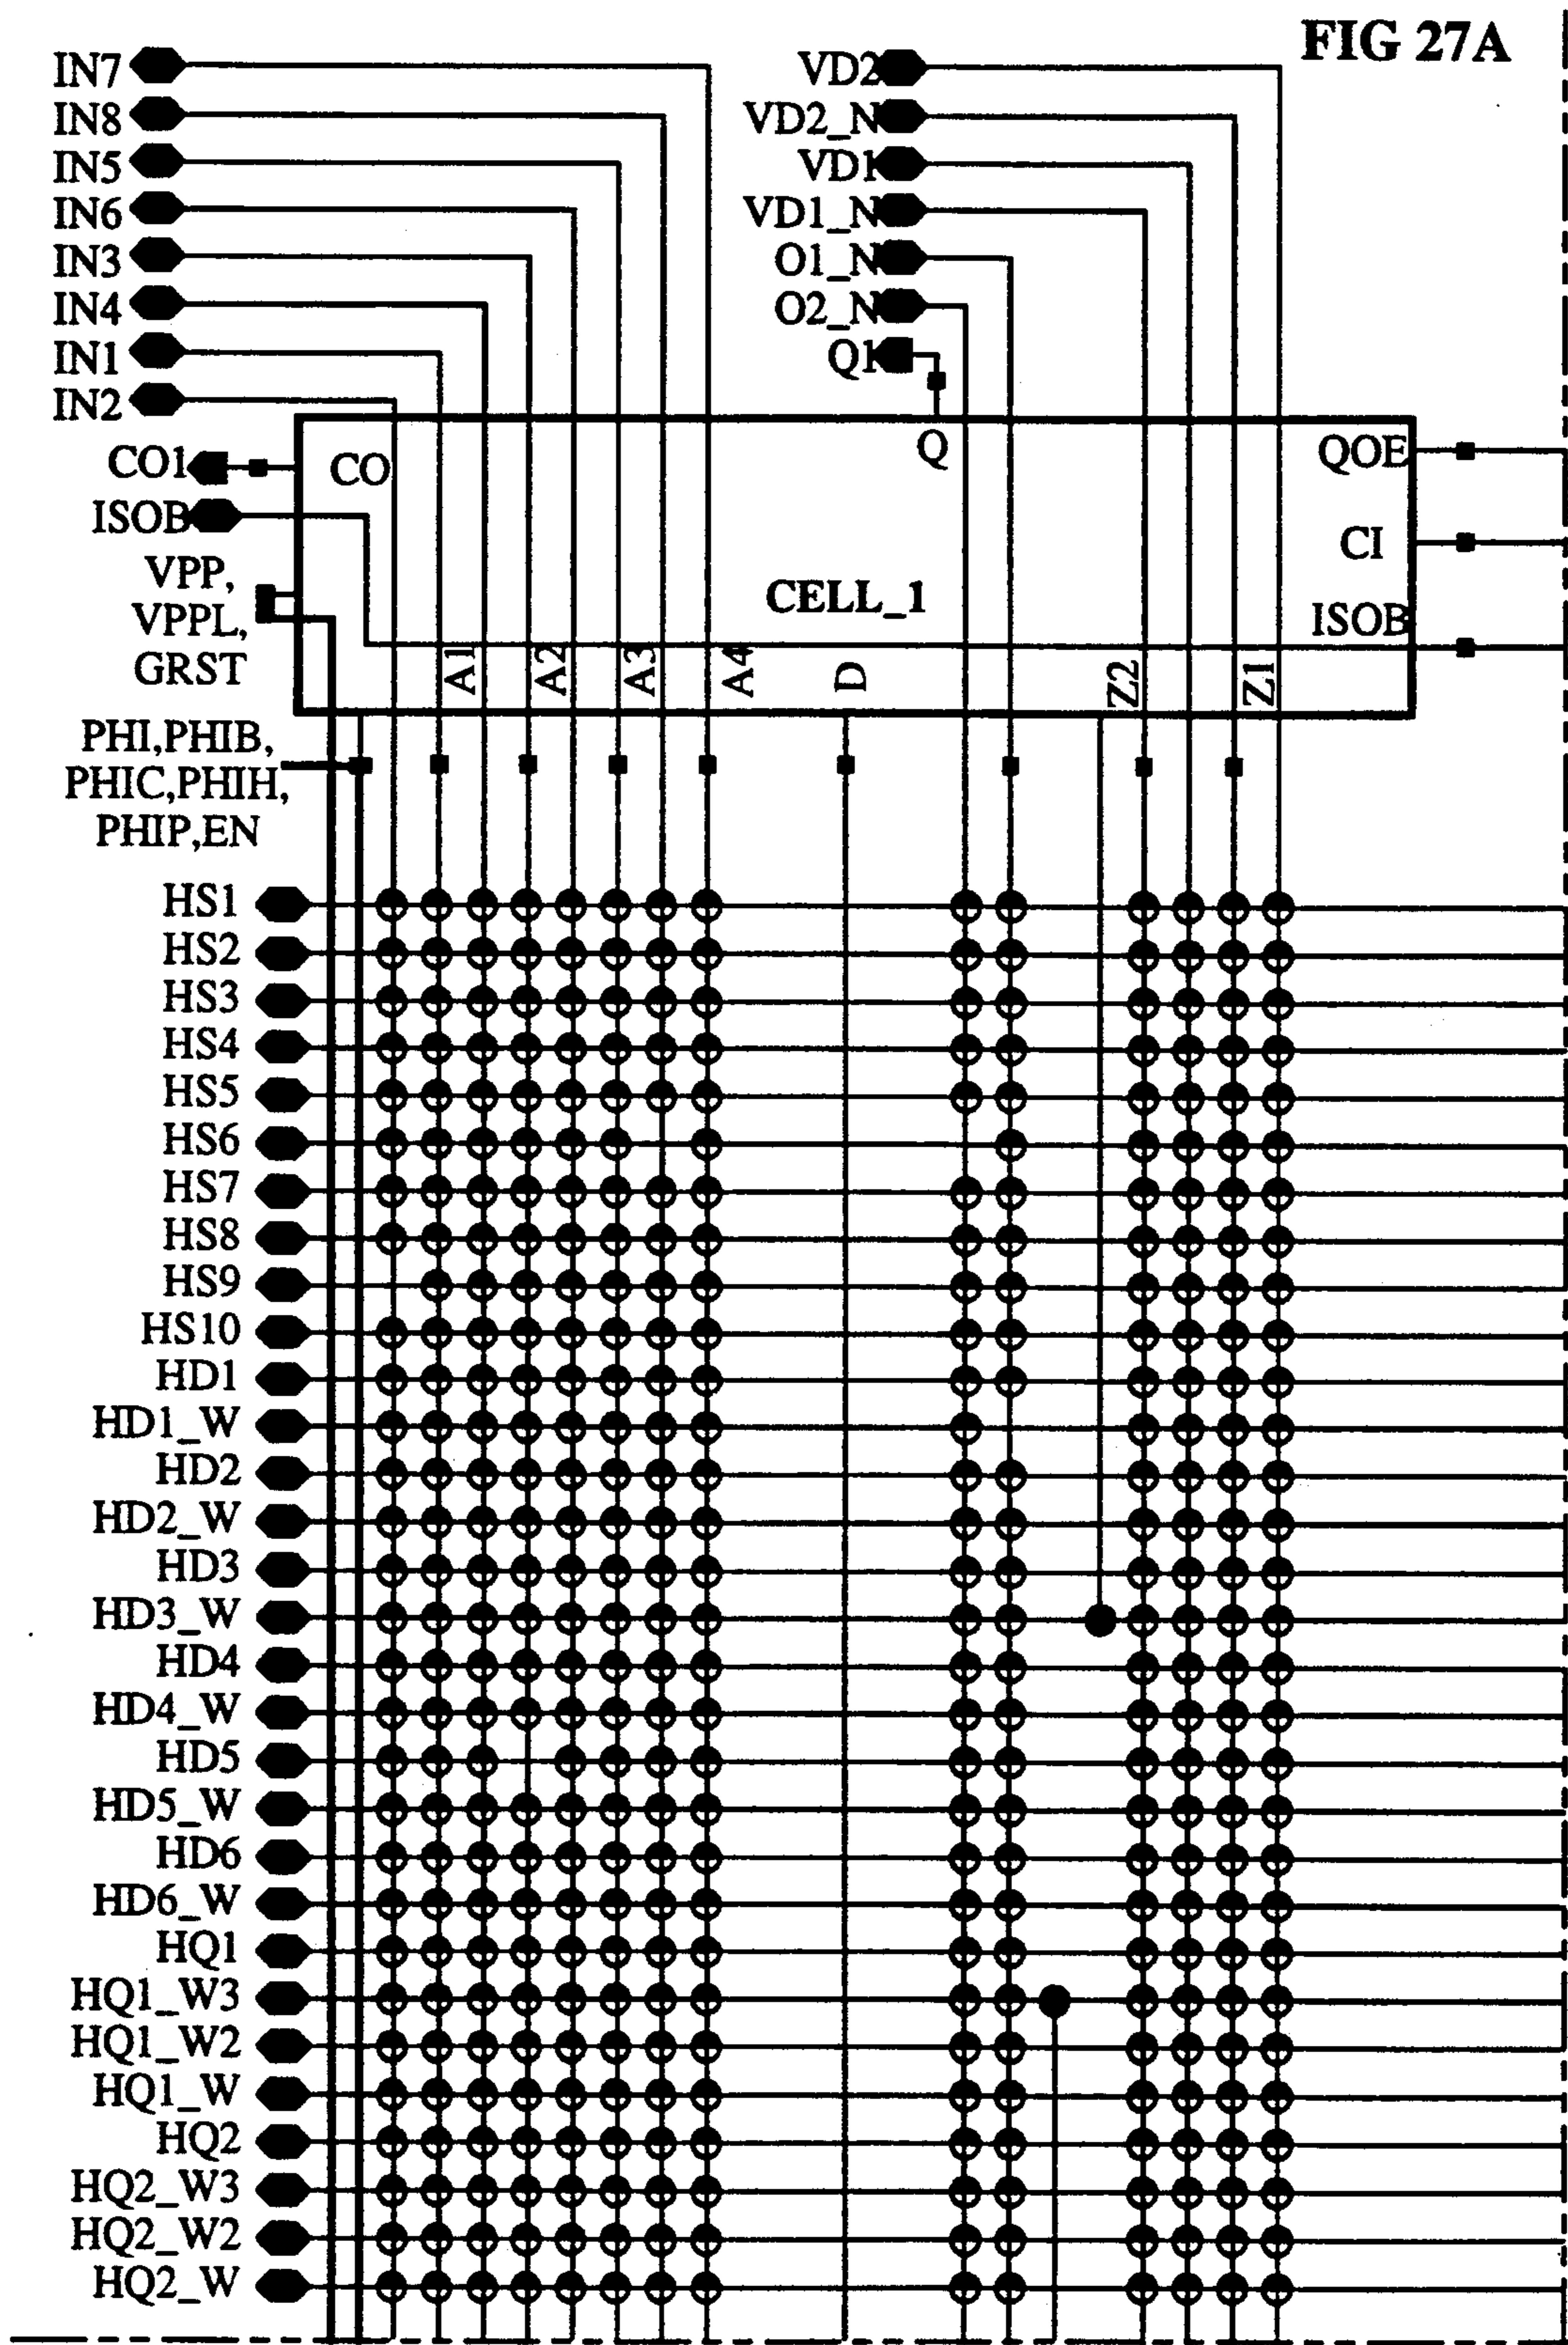 FIG 27A
IN7
IN8
IN5
IN6
IN3
IN4
IN1
IN2
VD2
VD2_N
VD1
VD1_N
O1_N
O2_N
Q1
CO1
ISOB
VPP,
VPPL,
GRST
CO
Q
QOE
CI
ISOB
CELL_1
A1
A2
A3
A4
D
Z2
Z1
PHI,PHIB,
PHIC,PHIH,
PHIP,EN
HS1
HS2
HS3
HS4
HS5
HS6
HS7
HS8
HS9
HS10
HD1
HD1_W
HD2
HD2_W
HD3
HD3_W
HD4
HD4_W
HD5
HD5_W
HD6
HD6_W
HQ1
HQ1_W3
HQ1_W2
HQ1_W
HQ2
HQ2_W3
HQ2_W2
HQ2_W